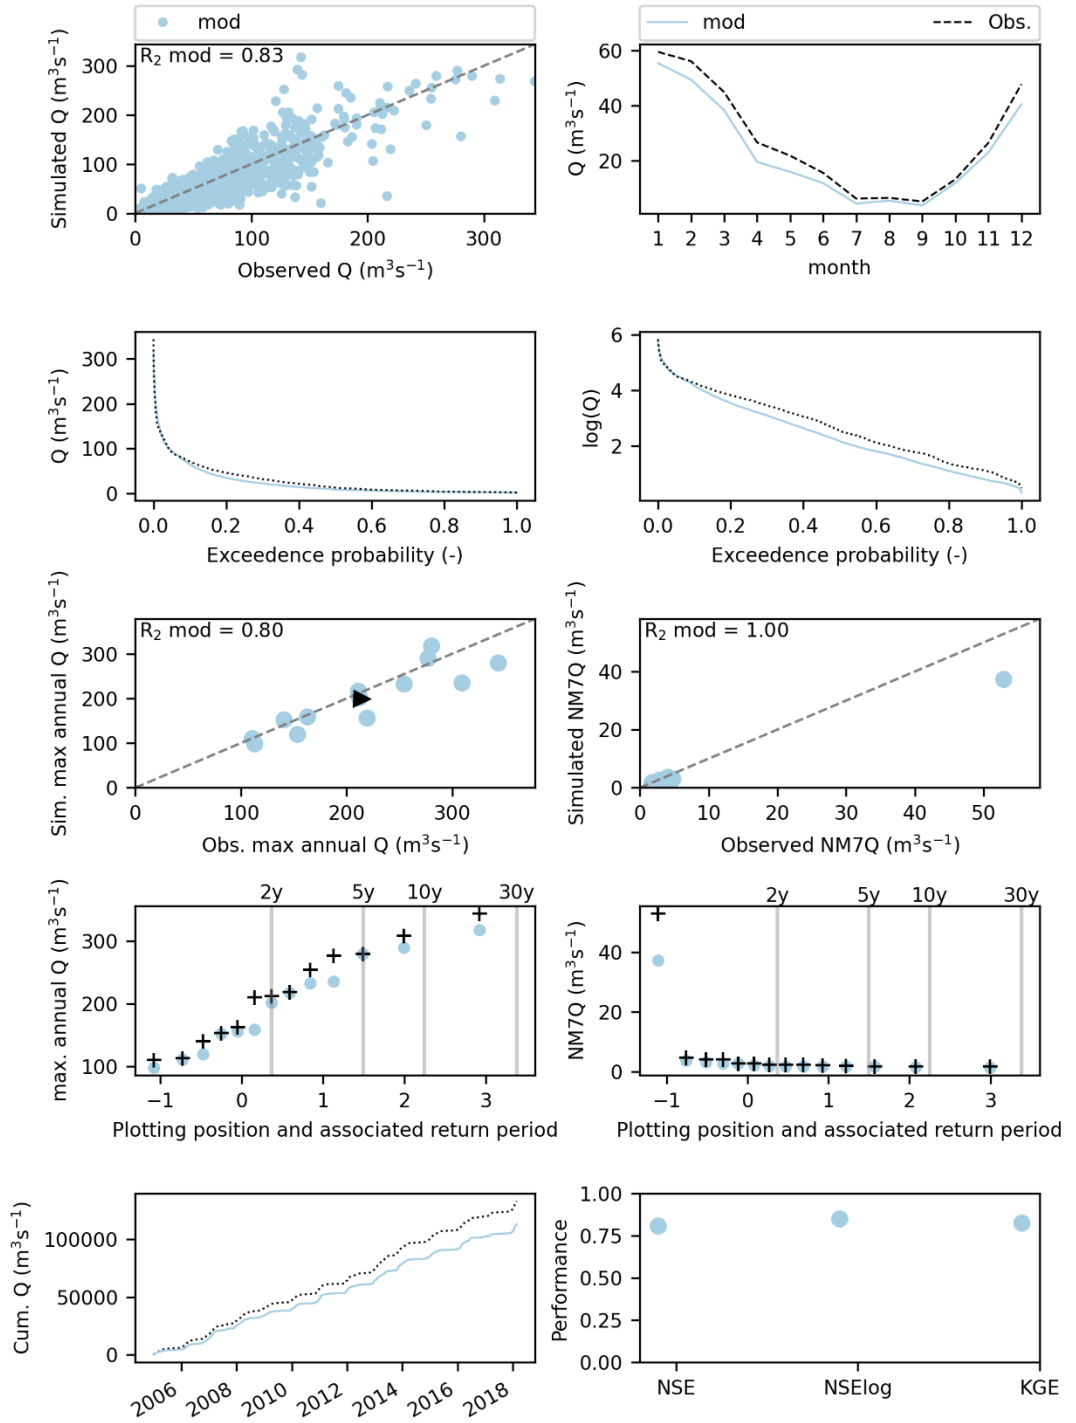 mod
R2 mod = 0.83
Simulated Q (m³s⁻¹)
300
200
100
0
0 100 200 300
Observed Q (m³s⁻¹)
mod Obs.
Q (m³s⁻¹)
60
40
20
1 2 3 4 5 6 7 8 9 10 11 12
month
Q (m³s⁻¹)
300
200
100
0
0.0 0.2 0.4 0.6 0.8 1.0
Exceedence probability (-)
log(Q)
6
4
2
0.0 0.2 0.4 0.6 0.8 1.0
Exceedence probability (-)
R2 mod = 0.80
Sim. max annual Q (m³s⁻¹)
300
200
100
0
0 100 200 300
Obs. max annual Q (m³s⁻¹)
R2 mod = 1.00
Simulated NM7Q (m³s⁻¹)
40
20
0
0 10 20 30 40 50
Observed NM7Q (m³s⁻¹)
2y 5y 10y 30y
max. annual Q (m³s⁻¹)
300
200
100
−1 0 1 2 3
Plotting position and associated return period
2y 5y 10y 30y
NM7Q (m³s⁻¹)
40
20
0
−1 0 1 2 3
Plotting position and associated return period
Cum. Q (m³s⁻¹)
100000
50000
0
2006 2008 2010 2012 2014 2016 2018
Performance
1.00
0.75
0.50
0.25
0.00
NSE NSElog KGE